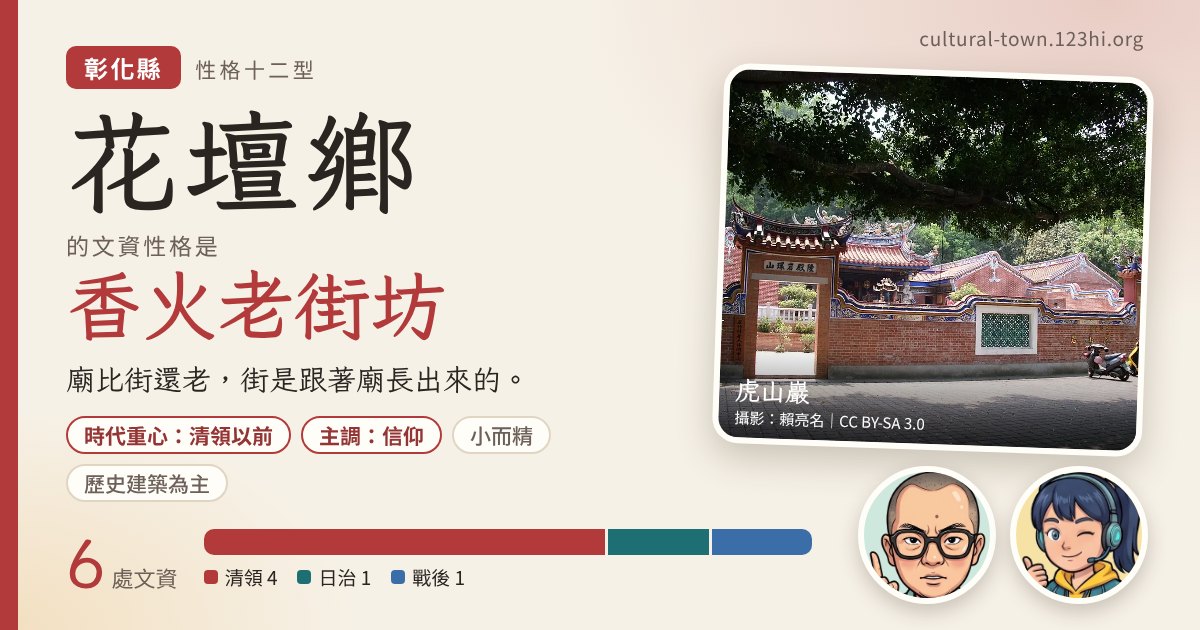 彰化縣 性格十二型
cultural-town.123hi.org
花壇鄉
的文資性格是
香火老街坊
廟比街還老，街是跟著廟長出來的。
時代重心：清領以前 主調：信仰 小而精
歷史建築為主
6 處文資
清領 4 日治 1 戰後 1
虎山巖
攝影：賴亮名｜CC BY-SA 3.0